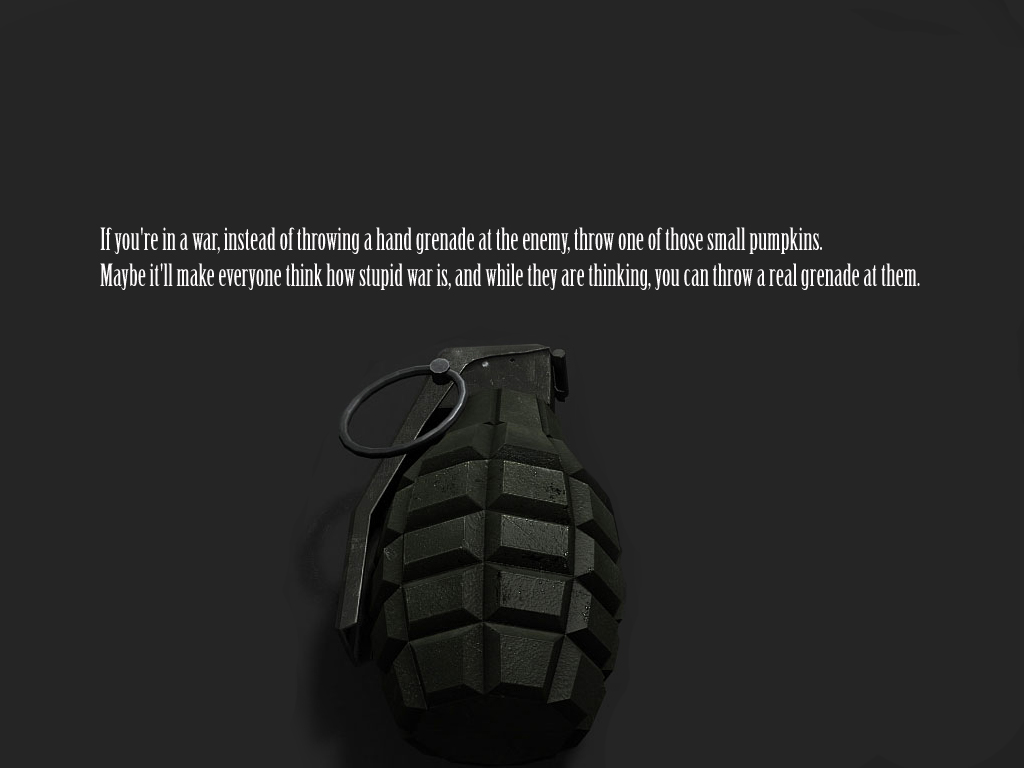 If you're in a war, instead of throwing a hand grenade at the enemy, throw one of those small pumpkins.
Maybe it'll make everyone think how stupid war is, and while they are thinking, you can throw a real grenade at them.